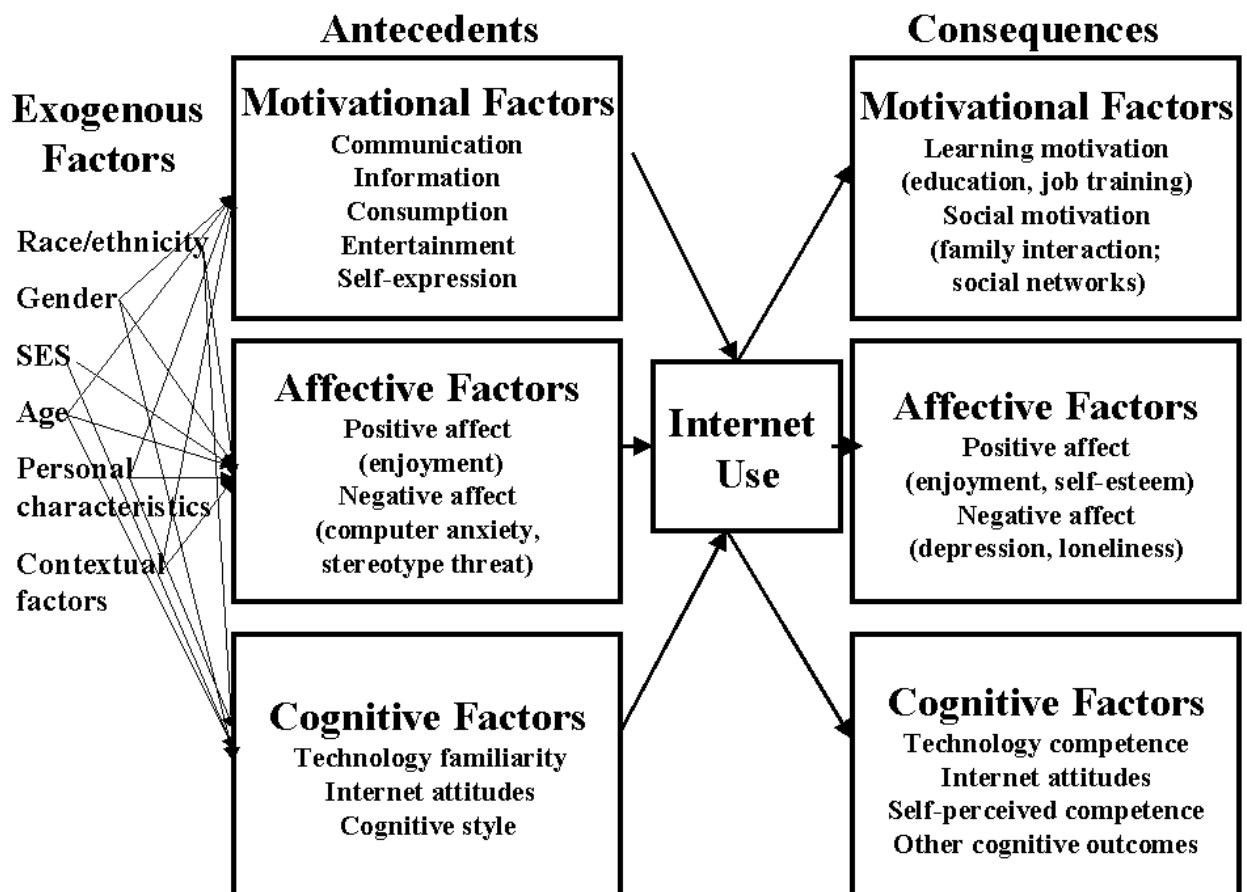 Antecedents
Consequences
Exogenous
Factors
Race/ethnicity
Gender
SES
Age
Personal
characteristics
Contextual
factors
Motivational Factors
Communication
Information
Consumption
Entertainment
Self-expression
Affective Factors
Positive affect
(enjoyment)
Negative affect
(computer anxiety,
stereotype threat)
Cognitive Factors
Technology familiarity
Internet attitudes
Cognitive style
Internet
Use
Motivational Factors
Learning motivation
(education, job training)
Social motivation
(family interaction;
social networks)
Affective Factors
Positive affect
(enjoyment, self-esteem)
Negative affect
(depression, loneliness)
Cognitive Factors
Technology competence
Internet attitudes
Self-perceived competence
Other cognitive outcomes